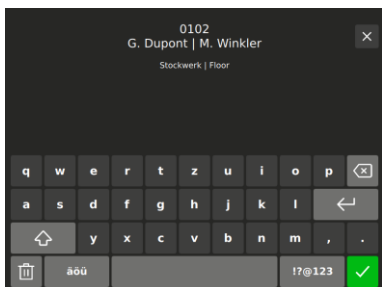 0102
G. Dupont | M. Winkler
Stockwerk | Floor
q w e r t z u i o p
a s d f g h j k l
y x c v b n m , .
äöü !?@123